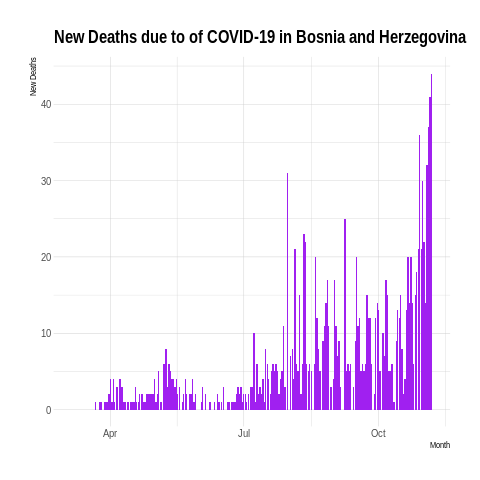 New Deaths due to of COVID-19 in Bosnia and Herzegovina
New Deaths
40
30
20
10
0
Apr
Jul
Oct
Month